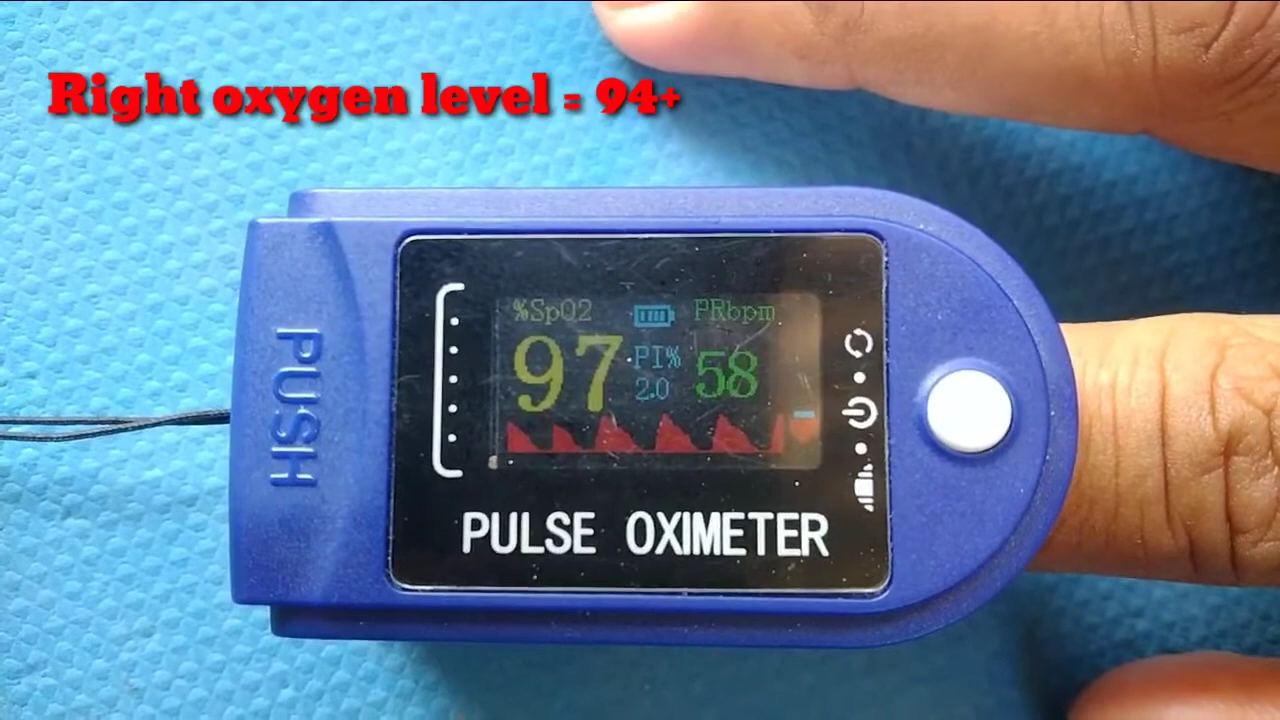 Right oxygen level = 94+
%SpO2 PRbpm
97 PI% 58
2.0
PUSH
PULSE OXIMETER